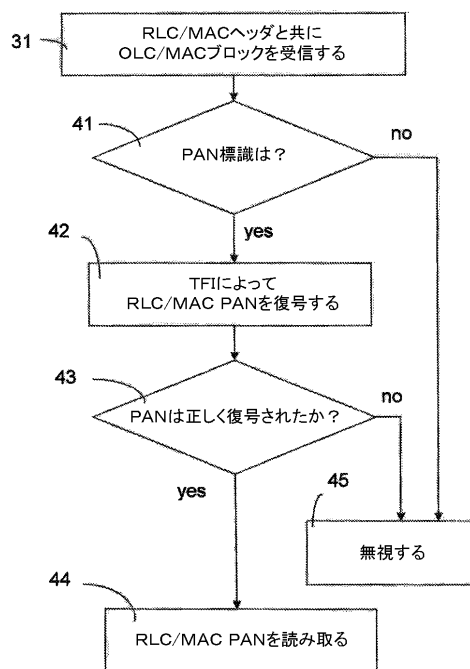 31
RLC/MACヘッダと共に
OLC/MACブロックを受信する
41
PAN標識は？
no
yes
42
TFIによって
RLC/MAC PANを復号する
43
PANは正しく復号されたか？
no
yes
45
無視する
44
RLC/MAC PANを読み取る